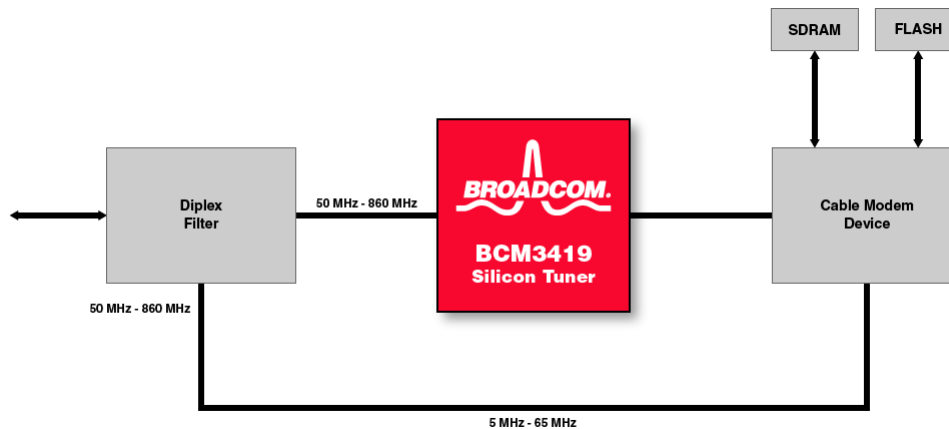 SDRAM
FLASH
BROADCOM.
BCM3419
Silicon Tuner
Diplex
Filter
50 MHz - 860 MHz
Cable Modem
Device
50 MHz - 860 MHz
5 MHz - 65 MHz